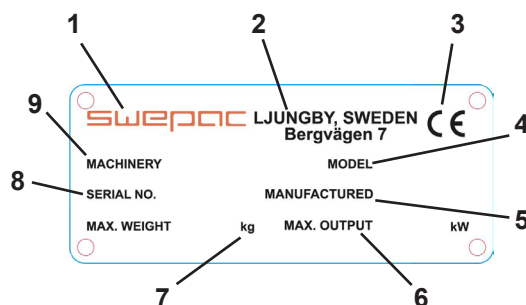 1 2 3
swepac LJUNGBY, SWEDEN CE
Bergvägen 7
9
MACHINERY MODEL 4
8 SERIAL NO. MANUFACTURED
MAX. WEIGHT kg MAX. OUTPUT kW 5
7 6